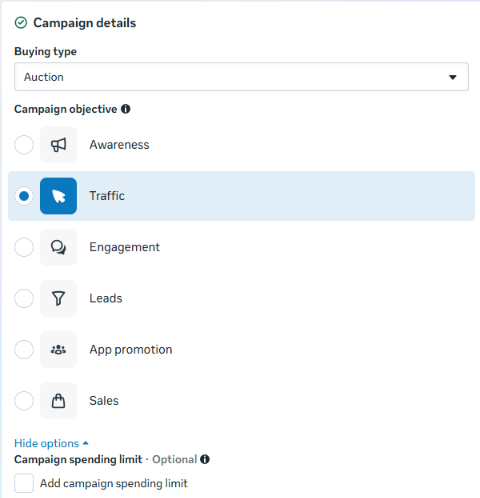 Campaign details
Buying type
Auction
Campaign objective
Awareness
Traffic
Engagement
Leads
App promotion
Sales
Hide options
Campaign spending limit · Optional
Add campaign spending limit